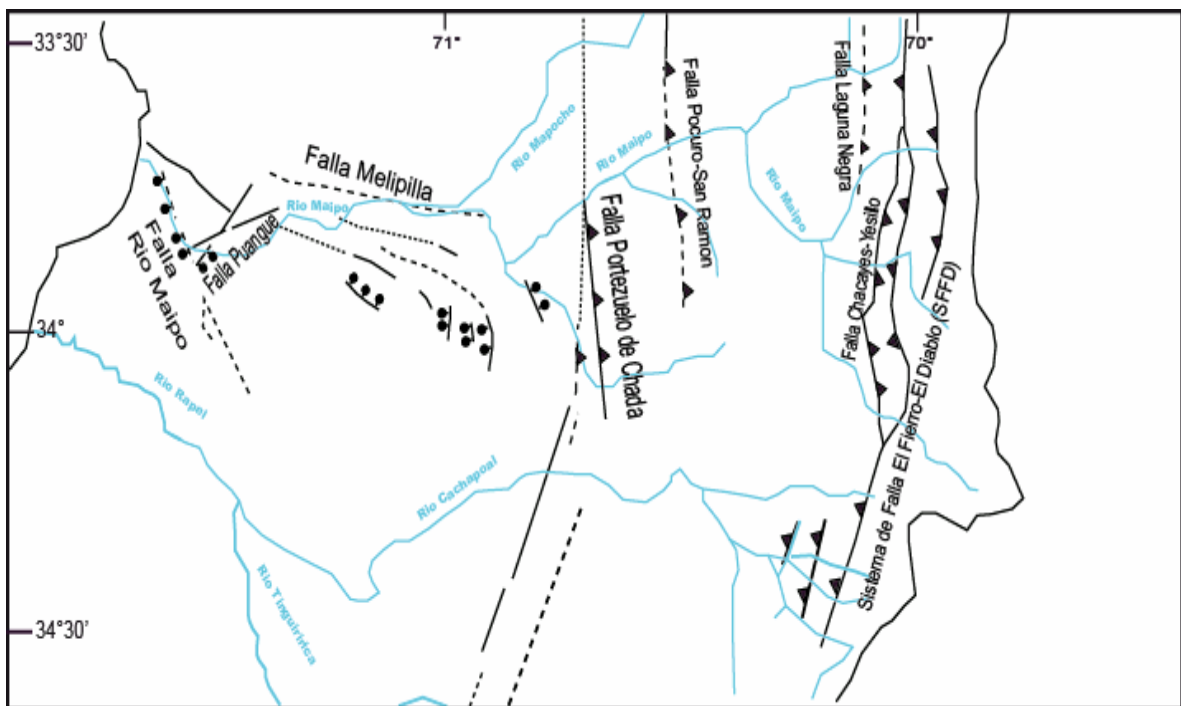 33°30'
71°
70°
Rio Mapocho
Falla Pocuro-San Ramon
Falla Laguna Negra
Falla Melipilla
Rio Maipo
Rio Maipo
Rio Maipo
Falla
Rio Maipo
Falla Puangue
Falla Portezuelo de Chada
Falla Chacayes-Yesillo
Sistema de Falla El Fierro-El Diablo (SFFD)
34°
Rio Rapel
Rio Cachapoal
Rio Tinguiririca
34°30'